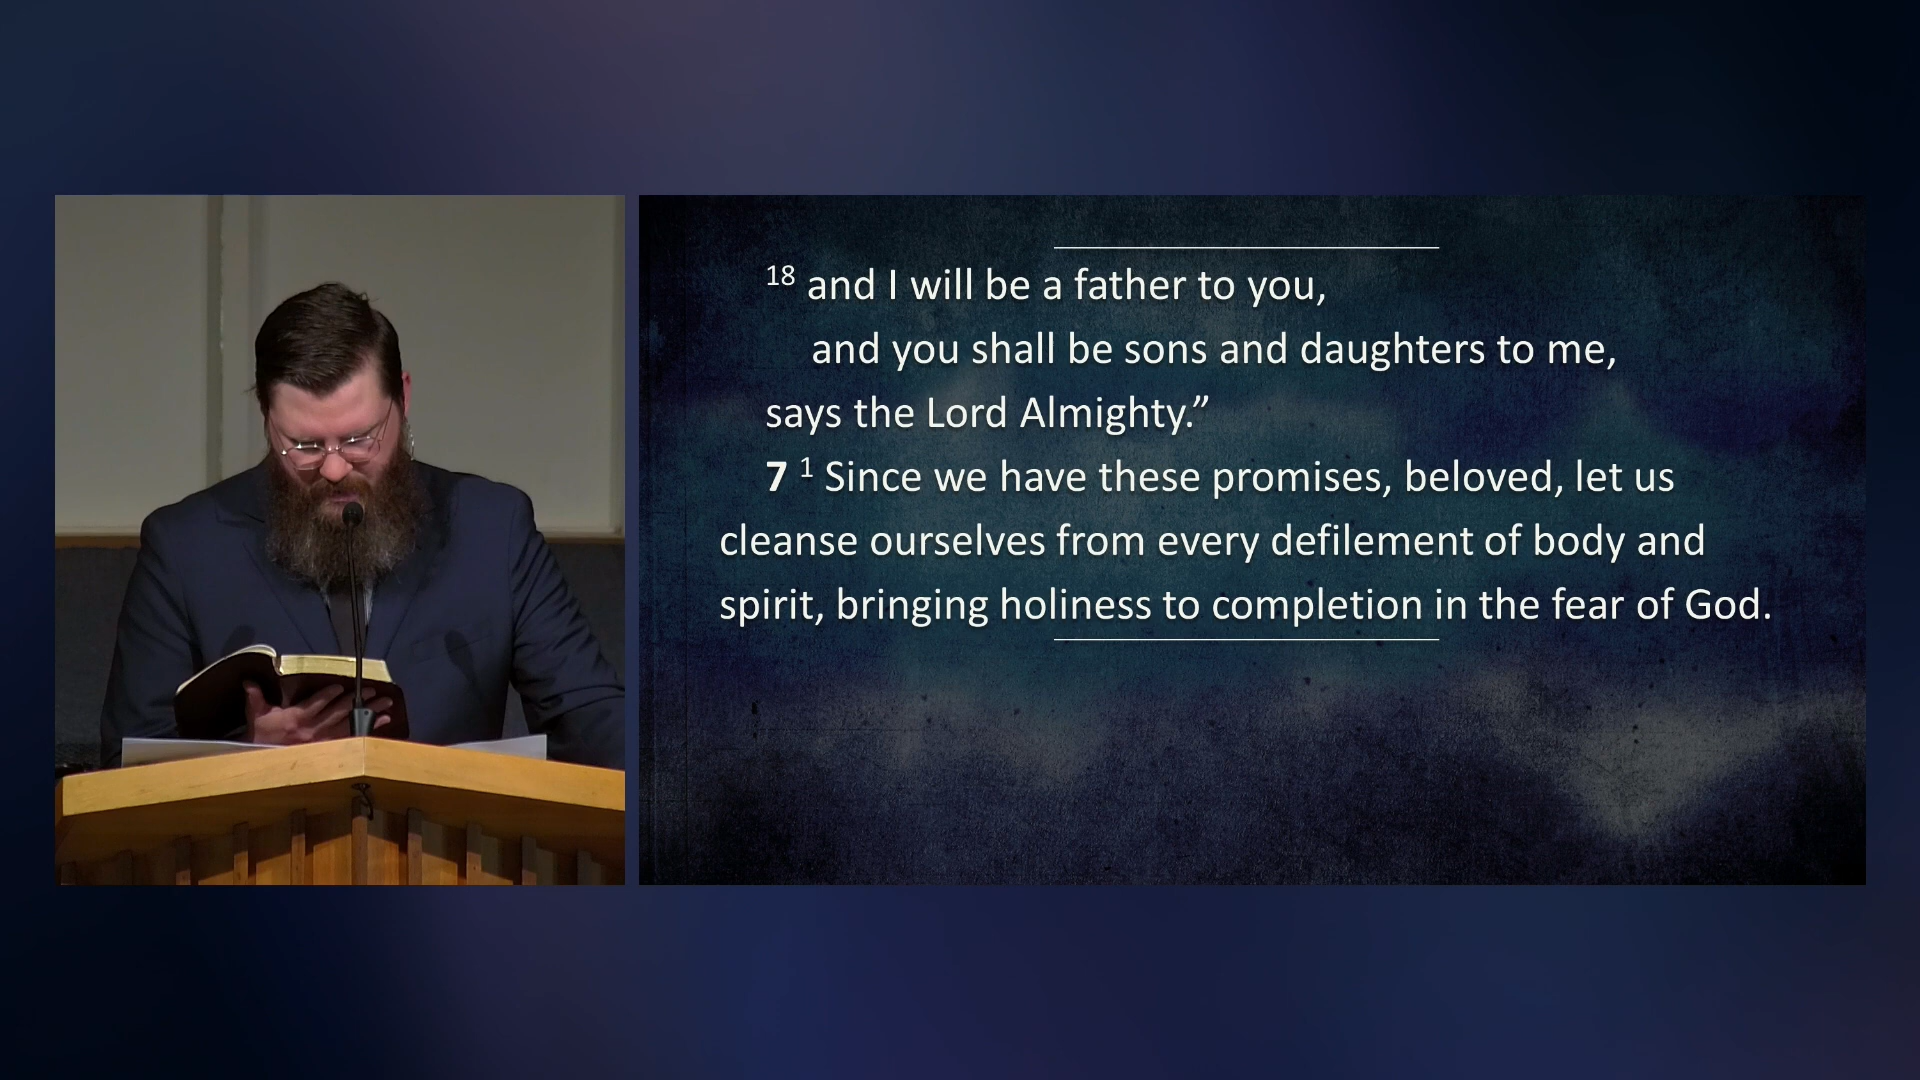 18 and I will be a father to you,
and you shall be sons and daughters to me,
says the Lord Almighty.”
7 1 Since we have these promises, beloved, let us
cleanse ourselves from every defilement of body and
spirit, bringing holiness to completion in the fear of God.